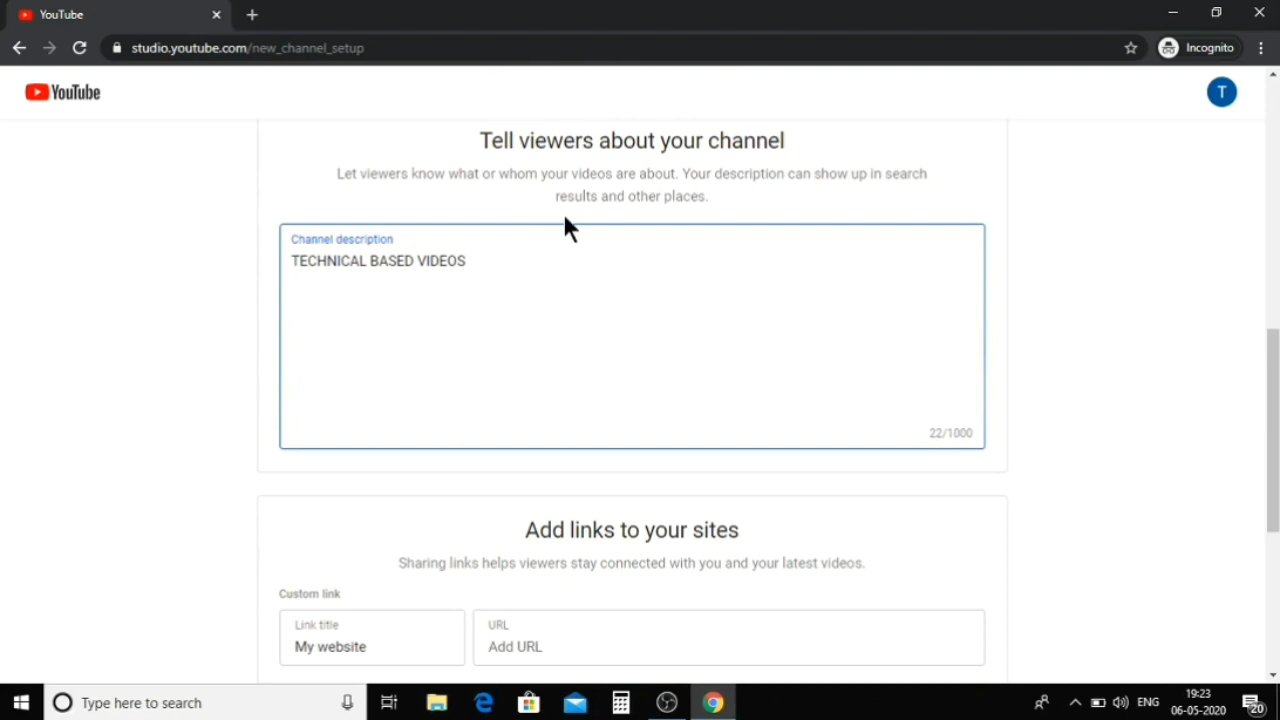 YouTube
studio.youtube.com/new_channel_setup
Incognito
YouTube
T
Tell viewers about your channel
Let viewers know what or whom your videos are about. Your description can show up in search
results and other places.
Channel description
TECHNICAL BASED VIDEOS
22/1000
Add links to your sites
Sharing links helps viewers stay connected with you and your latest videos.
Custom link
Link title
URL
My website
Add URL
Type here to search
ENG
19:23
06-05-2020
20